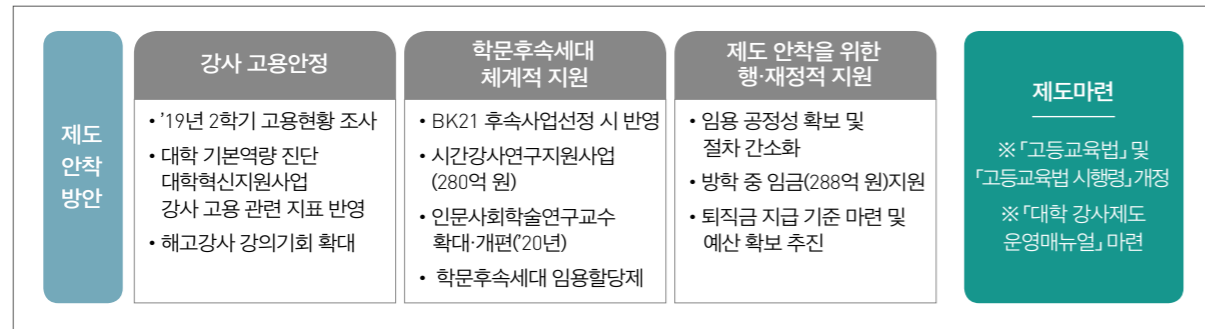 제도
안착
방안
강사 고용안정
• '19년 2학기 고용현황 조사
• 대학 기본역량 진단
대학혁신지원사업
강사 고용 관련 지표 반영
• 해고강사 강의기회 확대
학문후속세대
체계적 지원
• BK21 후속사업선정 시 반영
• 시간강사연구지원사업
(280억 원)
• 인문사회학술연구교수
확대·개편('20년)
• 학문후속세대 임용할당제
제도 안착을 위한
행·재정적 지원
• 임용 공정성 확보 및
절차 간소화
• 방학 중 임금(288억 원)지원
• 퇴직금 지급 기준 마련 및
예산 확보 추진
제도마련
※ 「고등교육법」 및
「고등교육법 시행령」 개정
※ 「대학 강사제도
운영매뉴얼」 마련